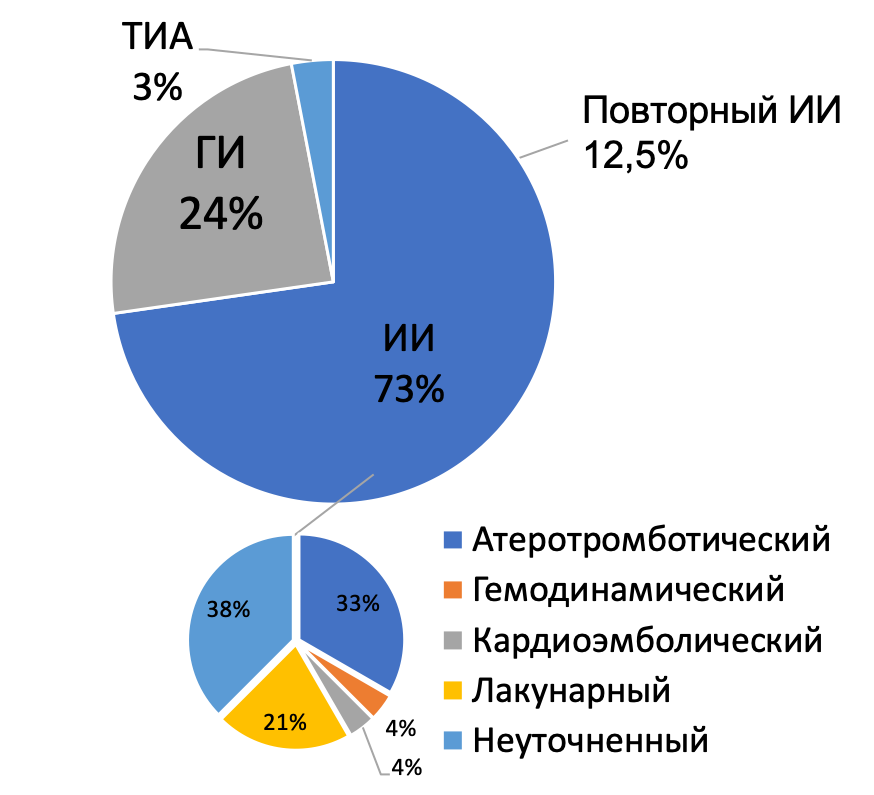 ТИА
3%
Повторный ИИ
12,5%
ГИ
24%
ИИ
73%
38%
33%
21%
4%
4%
Атеротромботический
Гемодинамический
Кардиоэмболический
Лакунарный
Неуточненный